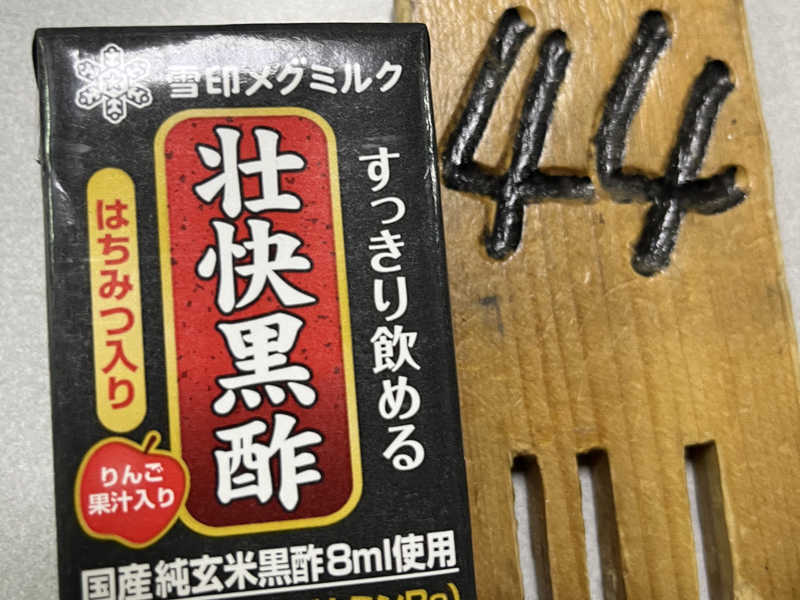 雪印メグミルク
すっきり飲める
壮快黒酢
はちみつ入り
りんご
果汁入り
国産純玄米黒酢8ml使用
44